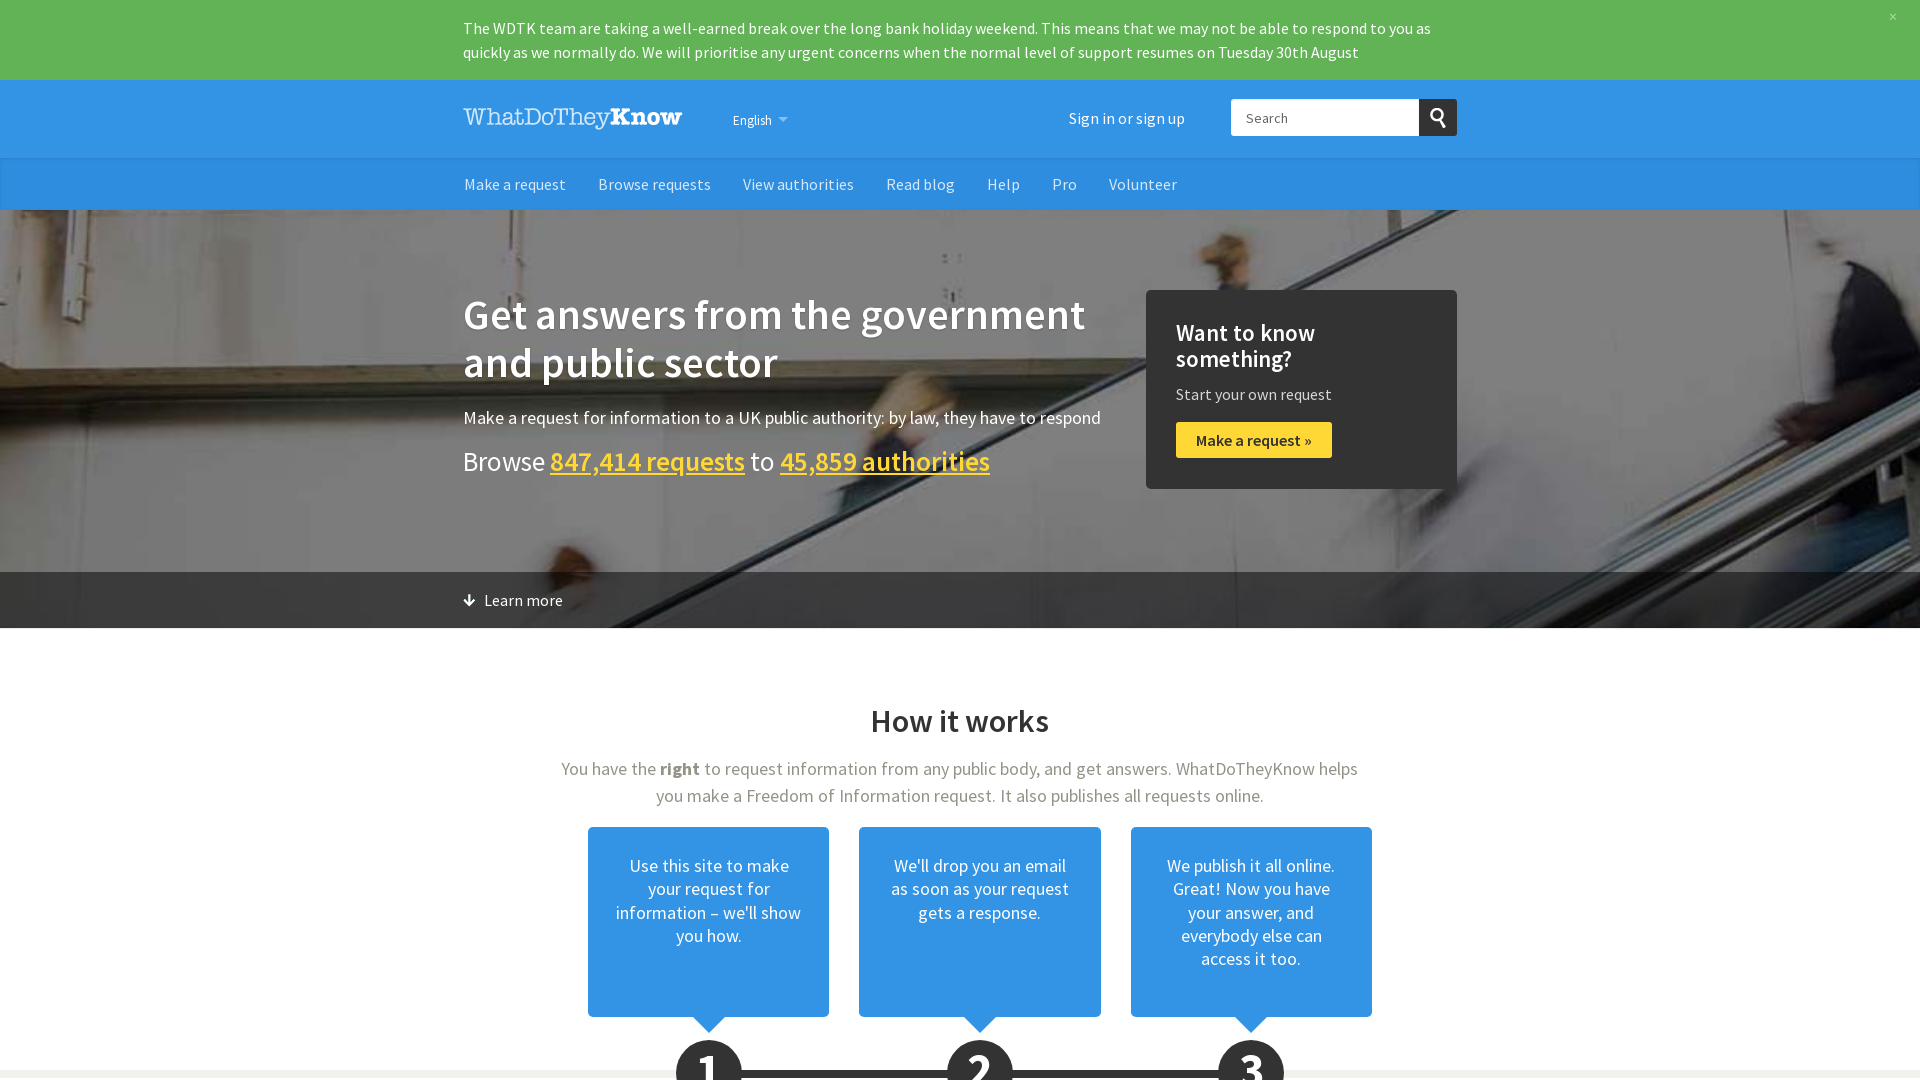 The WDTK team are taking a well-earned break over the long bank holiday weekend. This means that we may not be able to respond to you as
quickly as we normally do. We will prioritise any urgent concerns when the normal level of support resumes on Tuesday 30th August
×
WhatDoTheyKnow
English
Sign in or sign up
Search
Make a request
Browse requests
View authorities
Read blog
Help
Pro
Volunteer
Get answers from the government
and public sector
Make a request for information to a UK public authority: by law, they have to respond
Browse 847,414 requests to 45,859 authorities
Want to know
something?
Start your own request
Make a request »
Learn more
How it works
You have the right to request information from any public body, and get answers. WhatDoTheyKnow helps
you make a Freedom of Information request. It also publishes all requests online.
Use this site to make
your request for
information – we'll show
you how.
We'll drop you an email
as soon as your request
gets a response.
We publish it all online.
Great! Now you have
your answer, and
everybody else can
access it too.
1
2
3